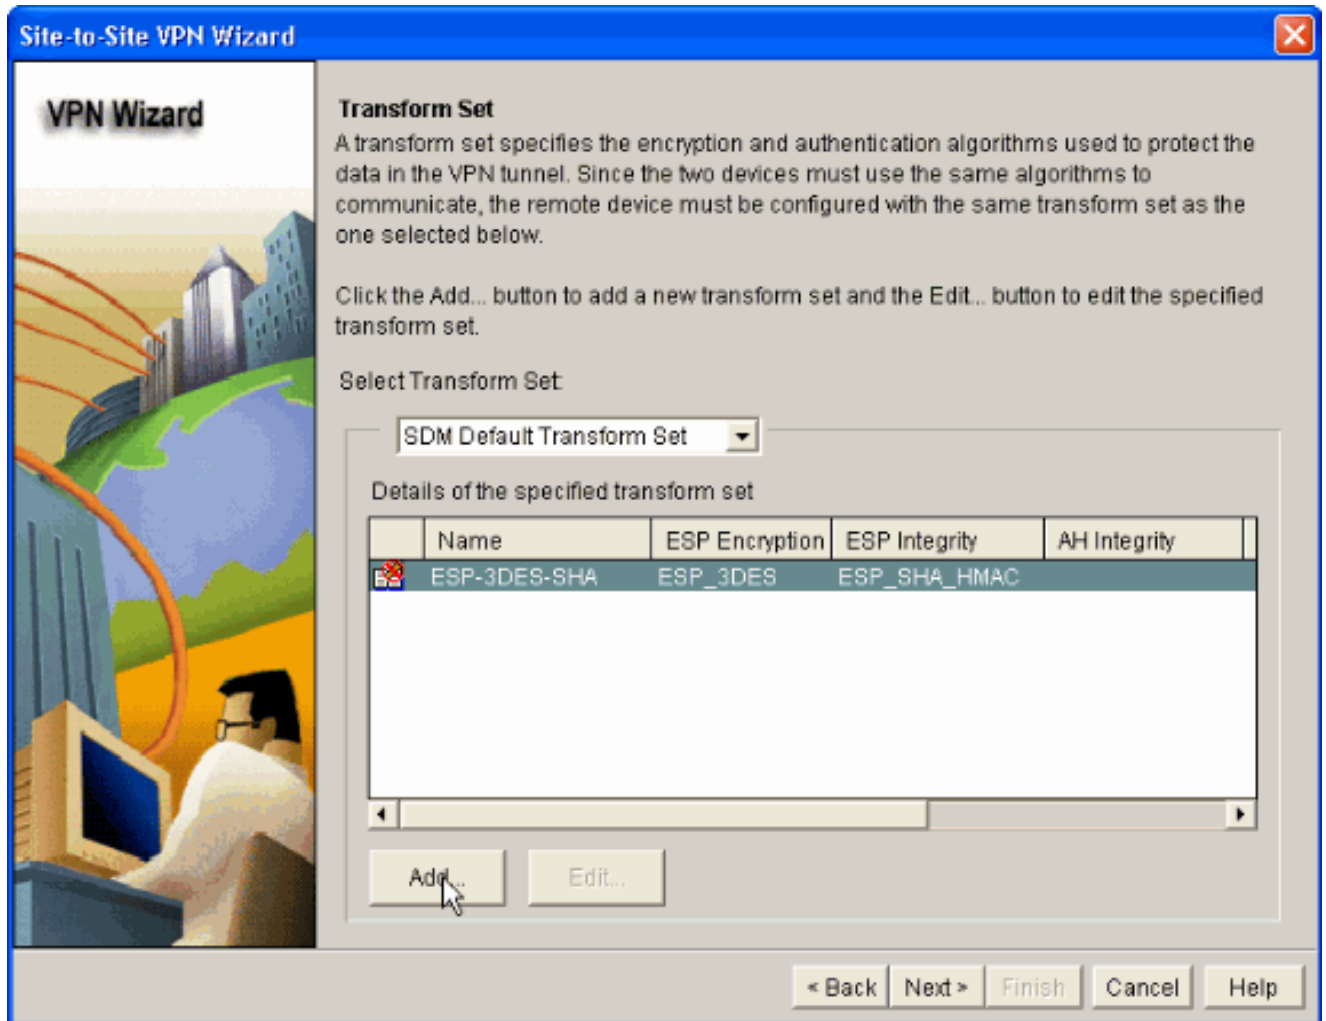 Site-to-Site VPN Wizard
VPN Wizard
Transform Set
A transform set specifies the encryption and authentication algorithms used to protect the
data in the VPN tunnel. Since the two devices must use the same algorithms to
communicate, the remote device must be configured with the same transform set as the
one selected below.
Click the Add... button to add a new transform set and the Edit... button to edit the specified
transform set.
Select Transform Set:
SDM Default Transform Set
Details of the specified transform set
Name ESP Encryption ESP Integrity AH Integrity
ESP-3DES-SHA ESP_3DES ESP_SHA_HMAC
Add... Edit...
< Back Next > Finish Cancel Help